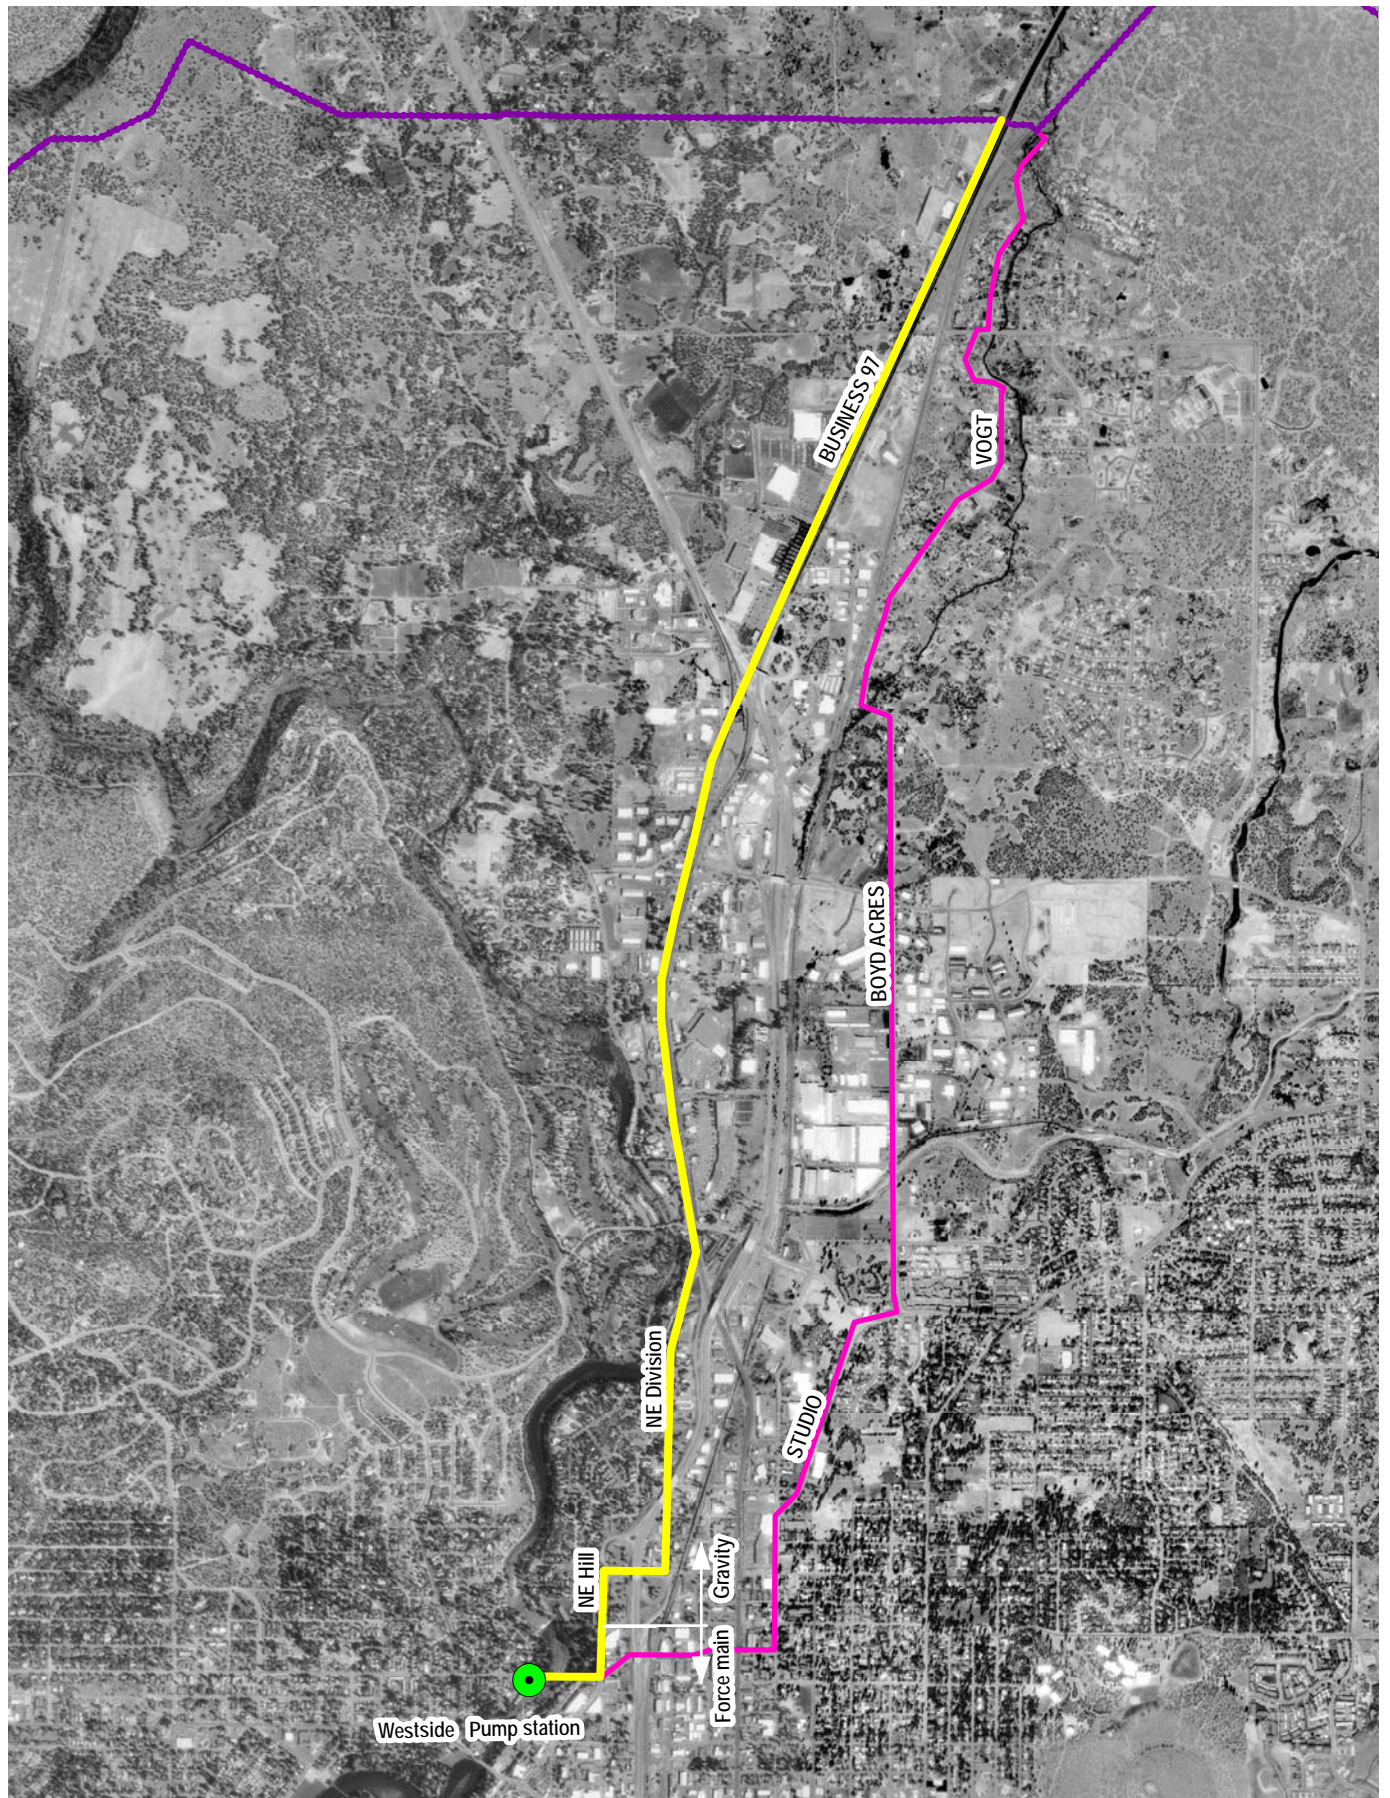 BUSINESS 97
VOGT
BOYD ACRES
NE Division
STUDIO
NE Hill
Gravity
Force main
Westside Pump station